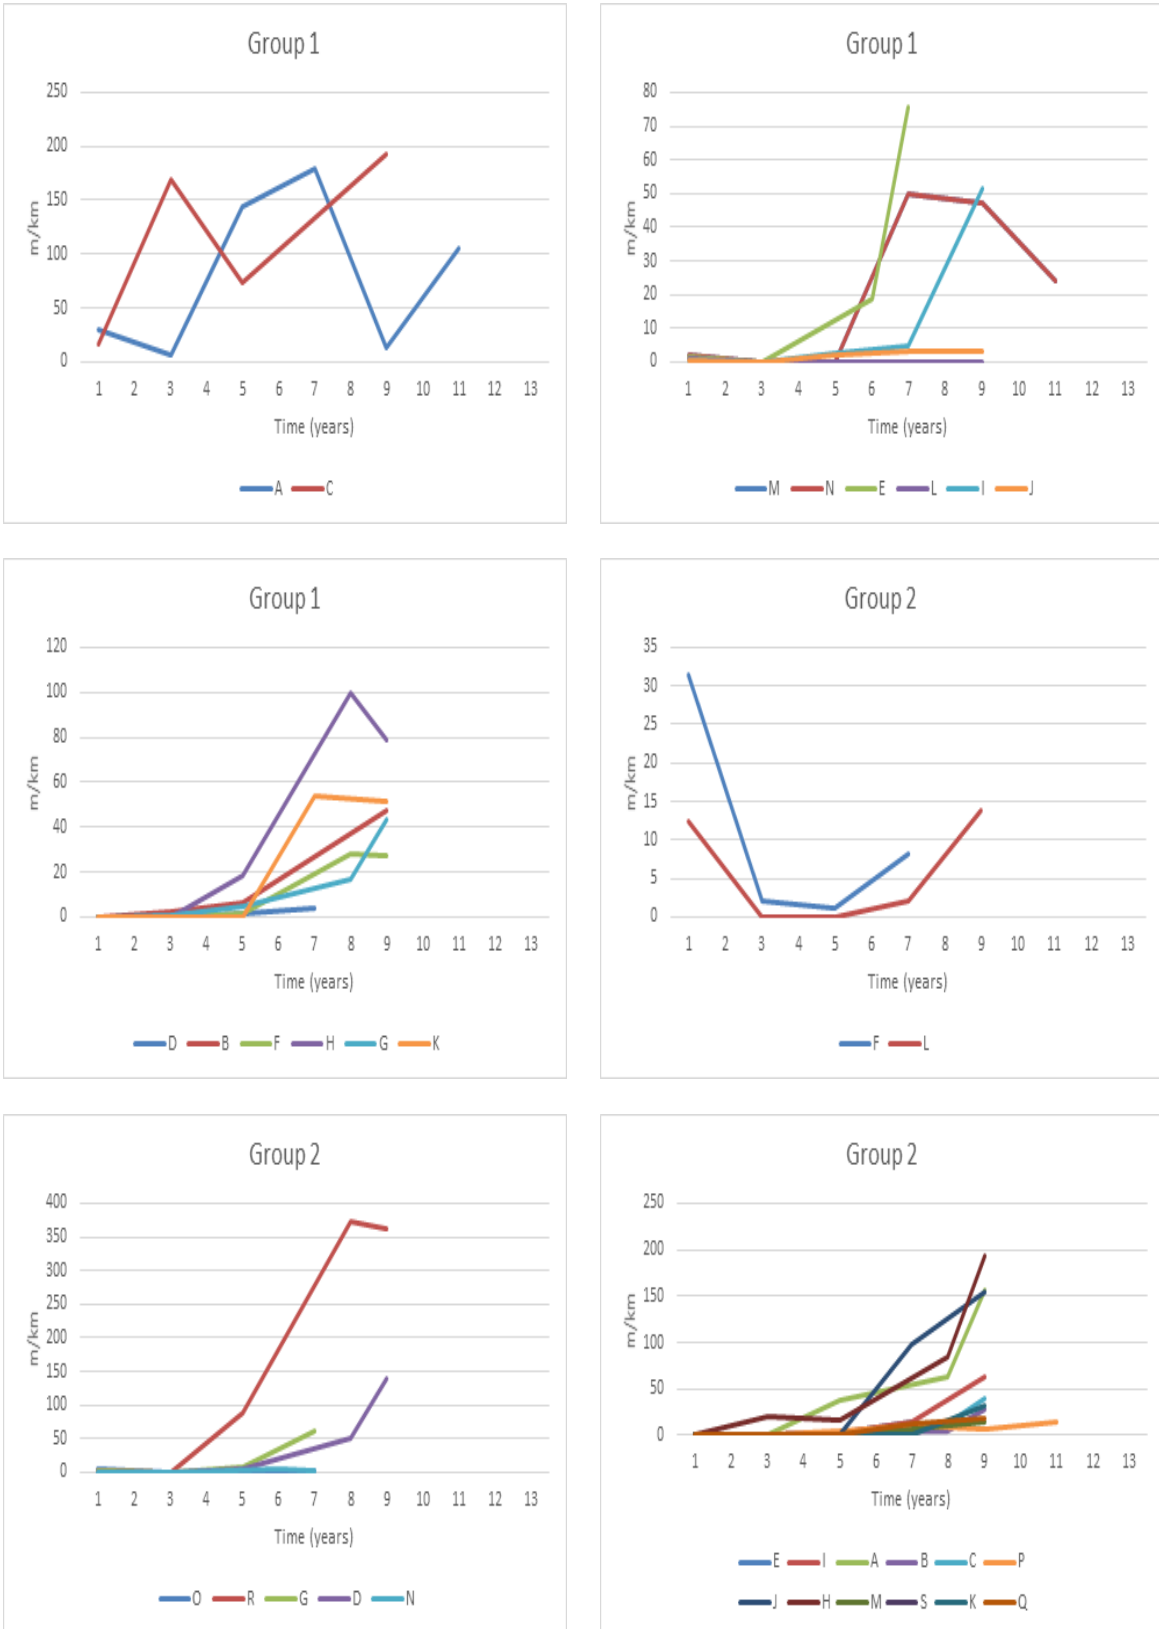 Group 1
250
200
150
100
50
0
m/km
1 2 3 4 5 6 7 8 9 10 11 12 13
Time (years)
A C
Group 1
80
70
60
50
40
30
20
10
0
m/km
1 2 3 4 5 6 7 8 9 10 11 12 13
Time (years)
M N E L I J
Group 1
120
100
80
60
40
20
0
m/km
1 2 3 4 5 6 7 8 9 10 11 12 13
Time (years)
D B F H G K
Group 2
35
30
25
20
15
10
5
0
m/km
1 2 3 4 5 6 7 8 9 10 11 12 13
Time (years)
F L
Group 2
400
350
300
250
200
150
100
50
0
m/km
1 2 3 4 5 6 7 8 9 10 11 12 13
Time (years)
O R G D N
Group 2
250
200
150
100
50
0
m/km
1 2 3 4 5 6 7 8 9 10 11 12 13
Time (years)
E I A B C P
J H M S K Q